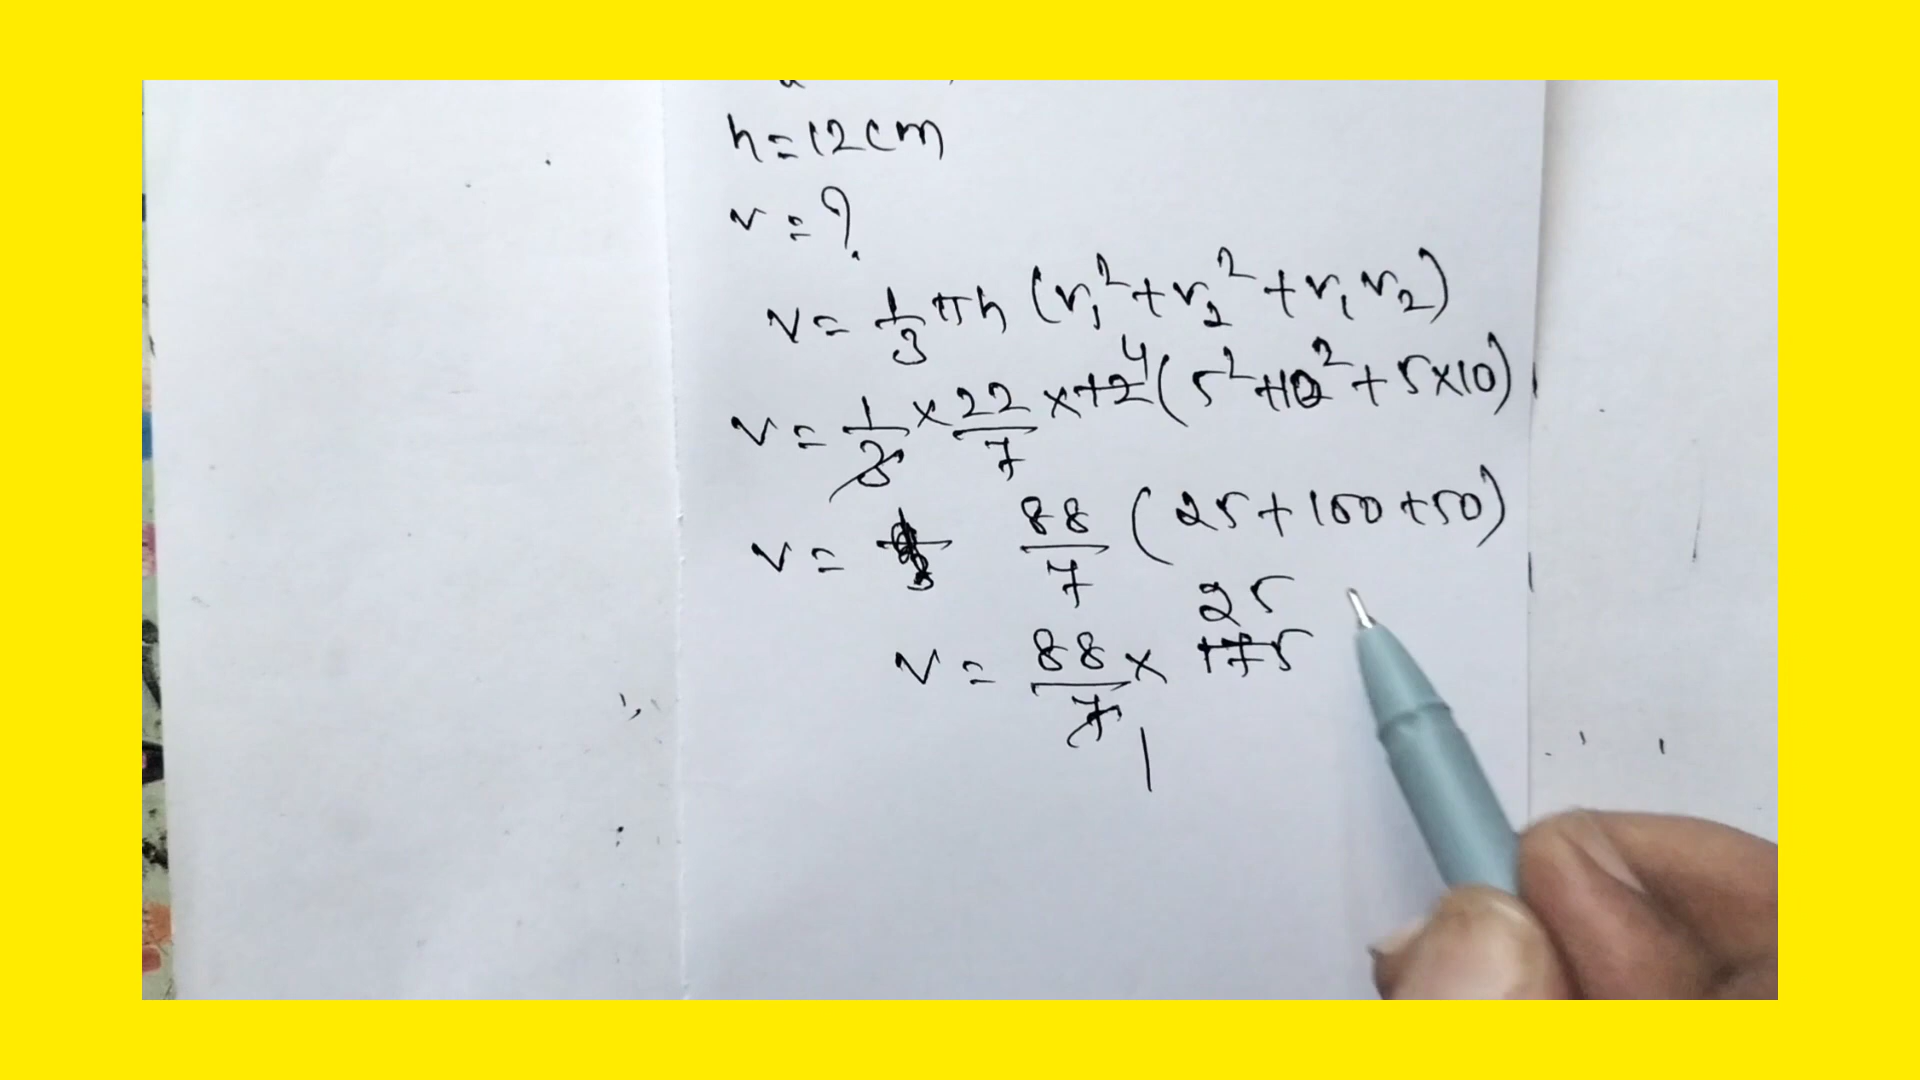 h=12cm
v=?
v= 1/3 πh (r₁²+r₂²+r₁r₂)
v= 1/3 × 22/7 × 12 4 (5²+10²+5×10)
v= 88/7 (25+100+50)
25
v= 88/7 × 175
1